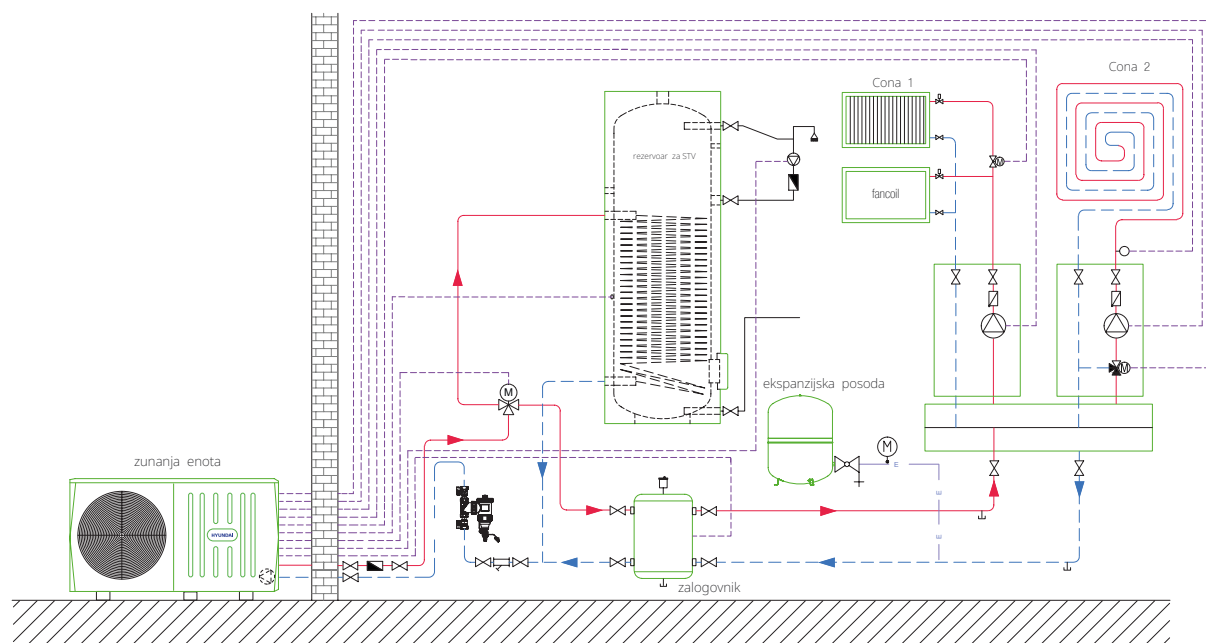 Cona 1
Cona 2
rezervoar za STV
M
fancoil
M
M
ekspanzijska posoda
M
E
zunanja enota
E
HYUNDAI
E
zalogovnik